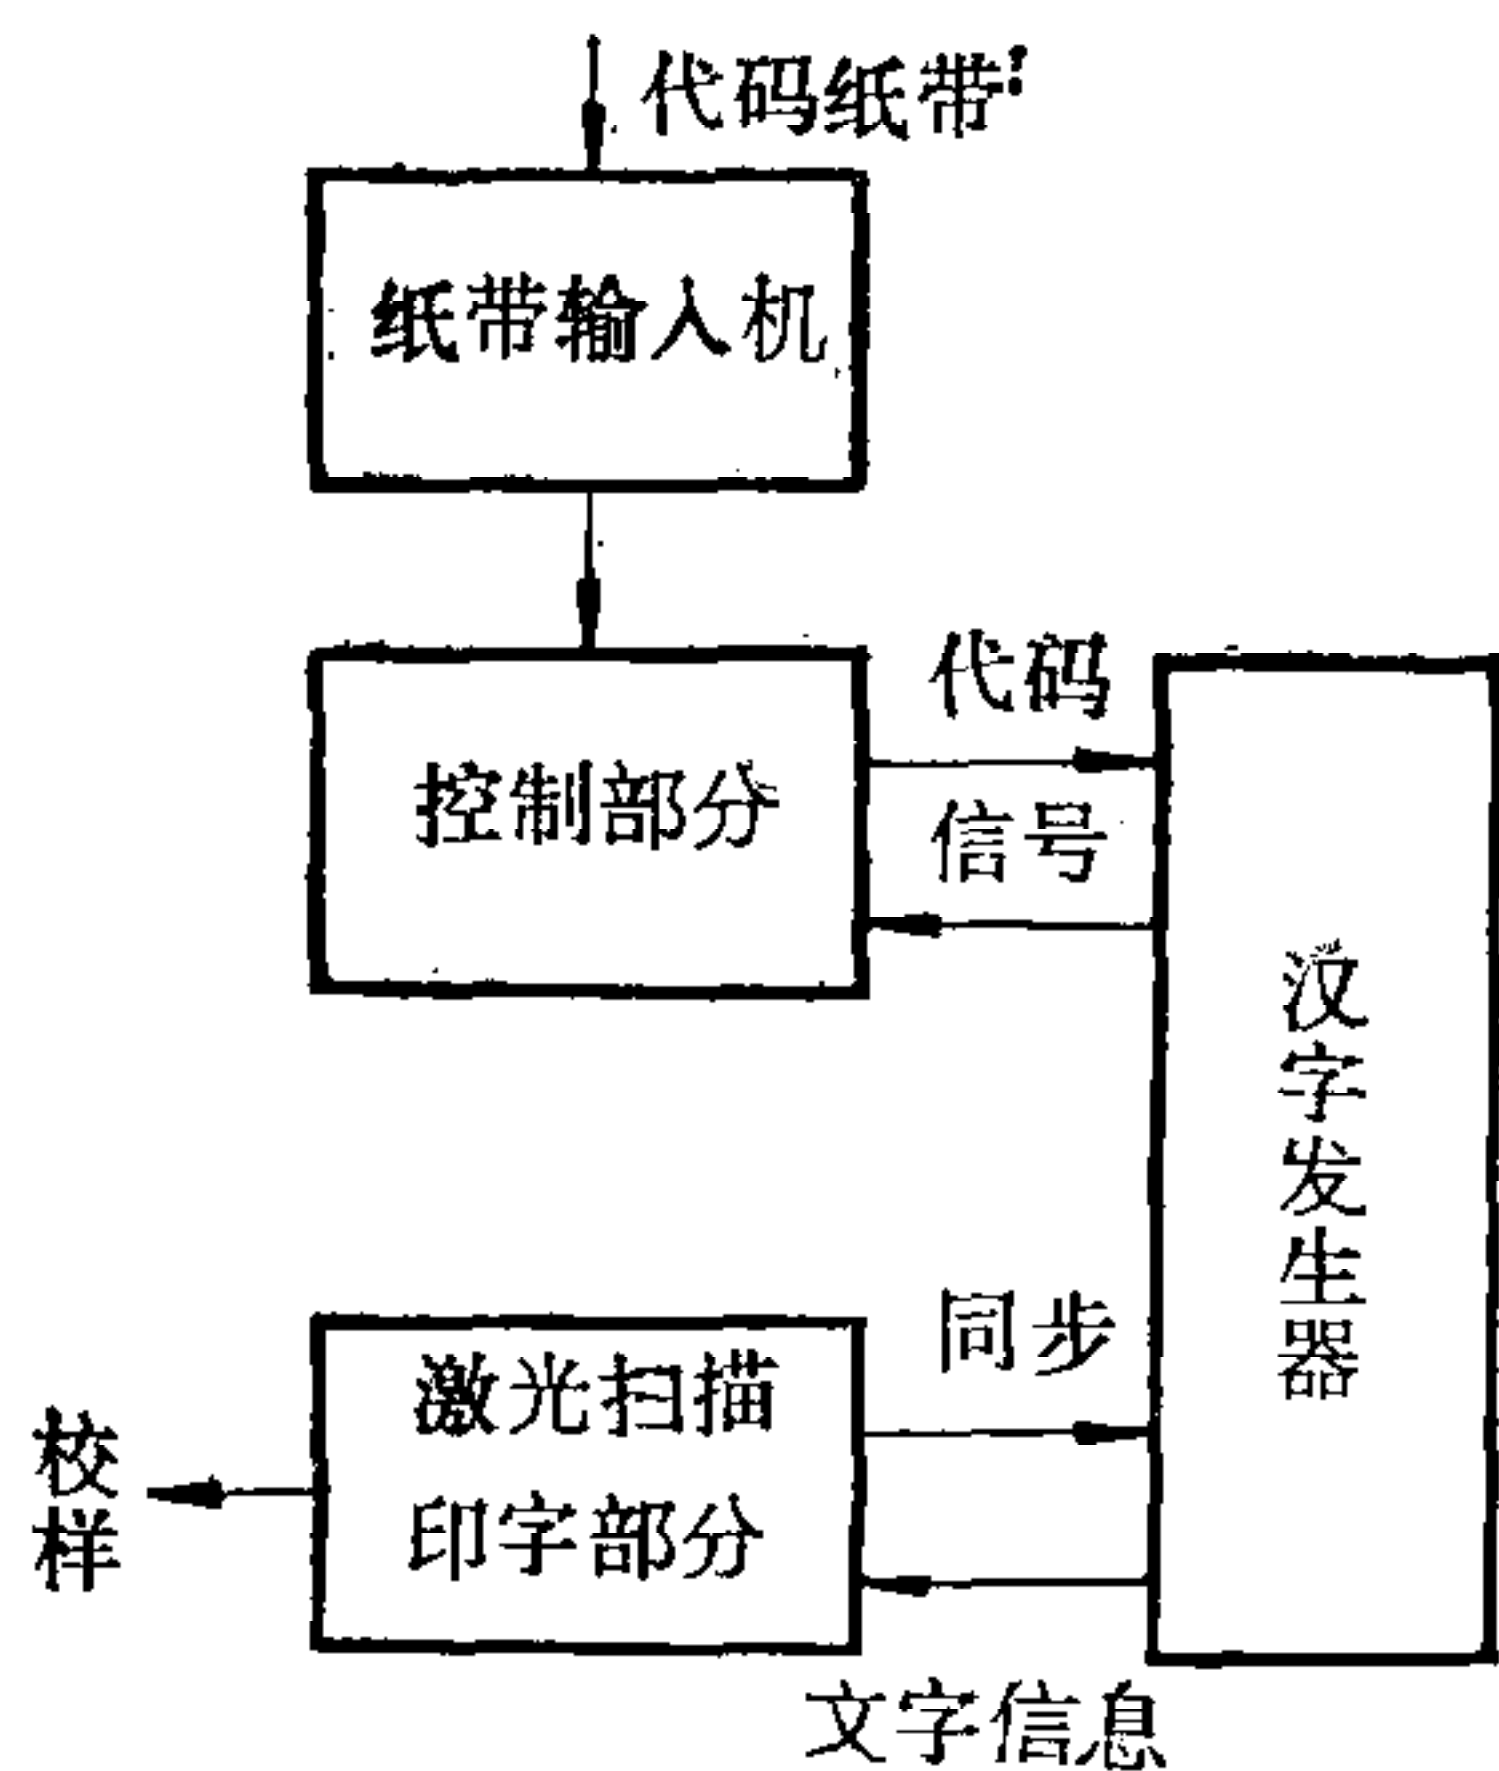 代码纸带
纸带输入机
控制部分
代码
信号
汉字发生器
同步
激光扫描
印字部分
校样
文字信息